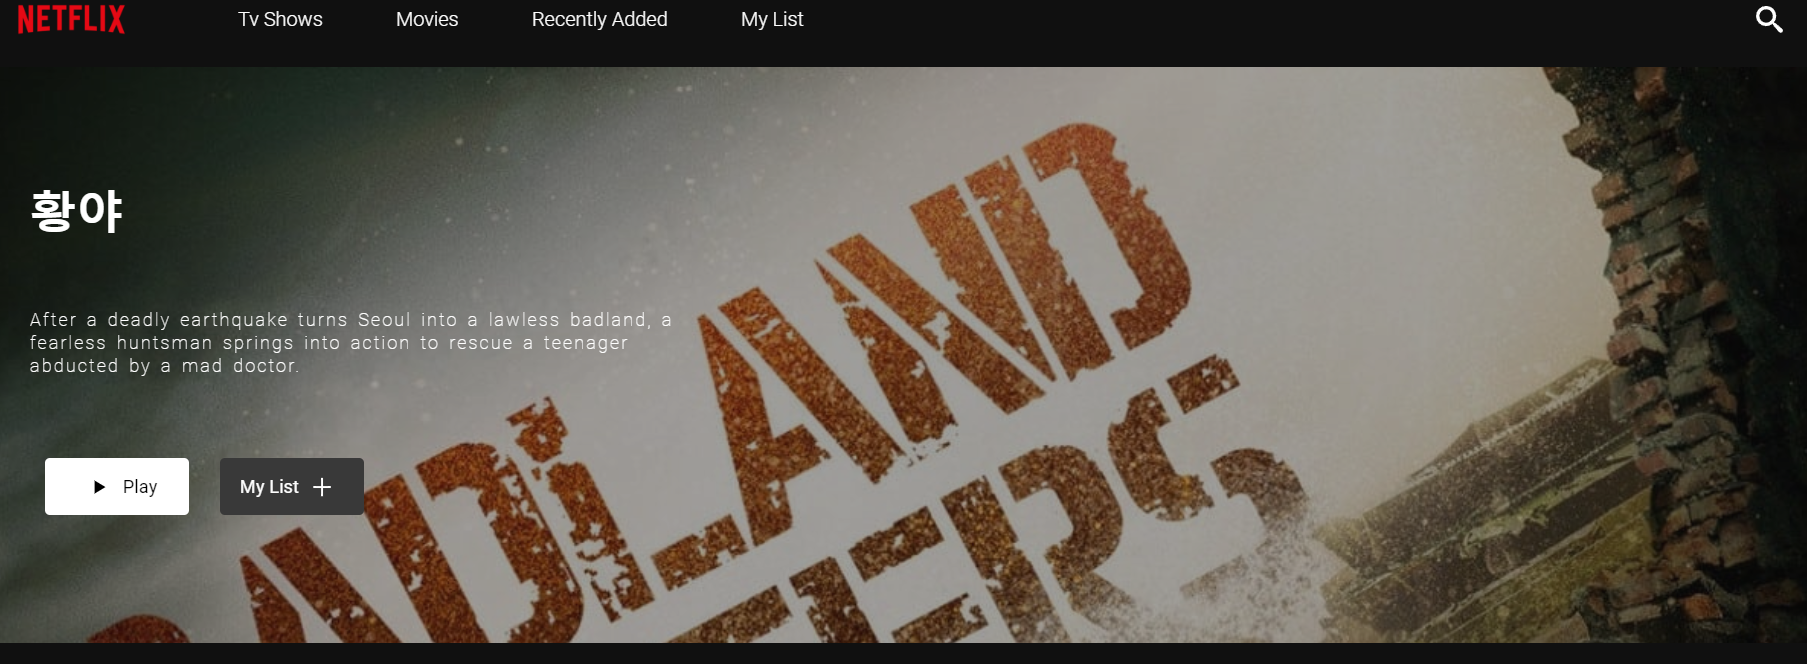 NETFLIX Tv Shows Movies Recently Added My List
황야
After a deadly earthquake turns Seoul into a lawless badland, a
fearless huntsman springs into action to rescue a teenager
abducted by a mad doctor.
Play My List
BADLAND
TERS